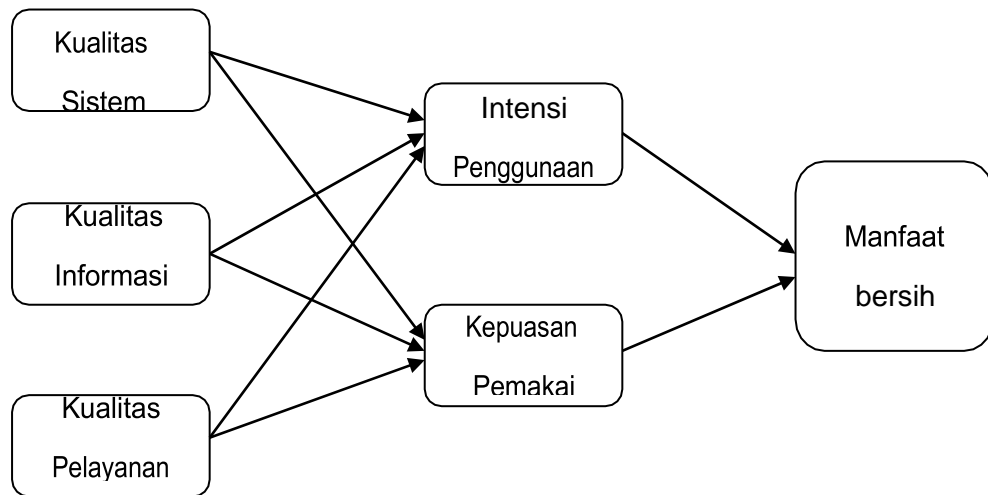 Kualitas
Sistem
Kualitas
Informasi
Kualitas
Pelayanan
Intensi
Penggunaan
Kepuasan
Pemakai
Manfaat
bersih